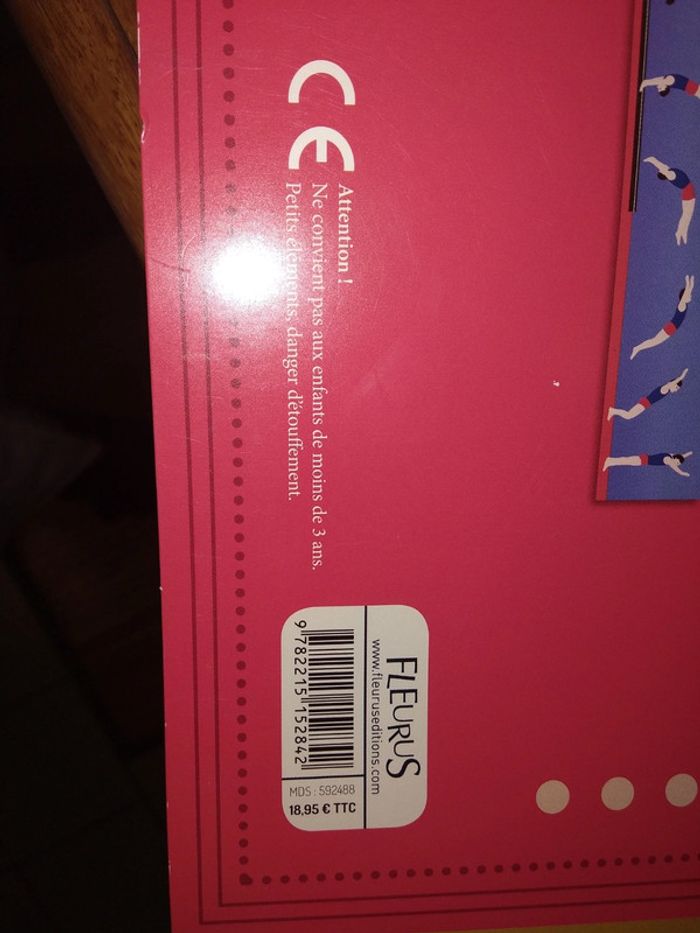 CE
Attention !
Ne convient pas aux enfants de moins de 3 ans.
Petits éléments, danger d'étouffement.
FLEURUS
www.fleuruseditions.com
9 782215 152842
MDS : 592488
18,95 € TTC